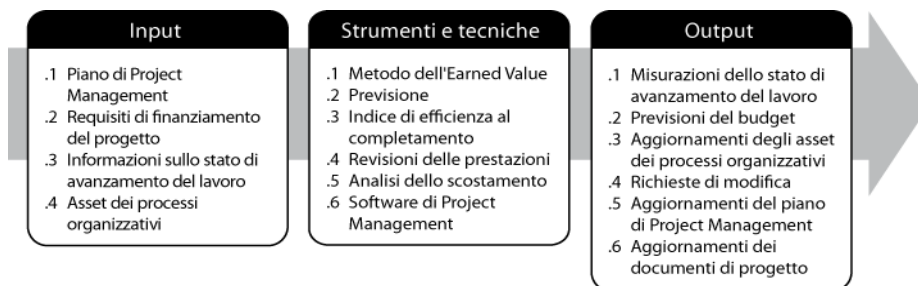 Input
.1 Piano di Project
Management
.2 Requisiti di finanziamento
del progetto
.3 Informazioni sullo stato di
avanzamento del lavoro
.4 Asset dei processi
organizzativi
Strumenti e tecniche
.1 Metodo dell'Earned Value
.2 Previsione
.3 Indice di efficienza al
completamento
.4 Revisioni delle prestazioni
.5 Analisi dello scostamento
.6 Software di Project
Management
Output
.1 Misurazioni dello stato di
avanzamento del lavoro
.2 Previsioni del budget
.3 Aggiornamenti degli asset
dei processi organizzativi
.4 Richieste di modifica
.5 Aggiornamenti del piano
di Project Management
.6 Aggiornamenti dei
documenti di progetto